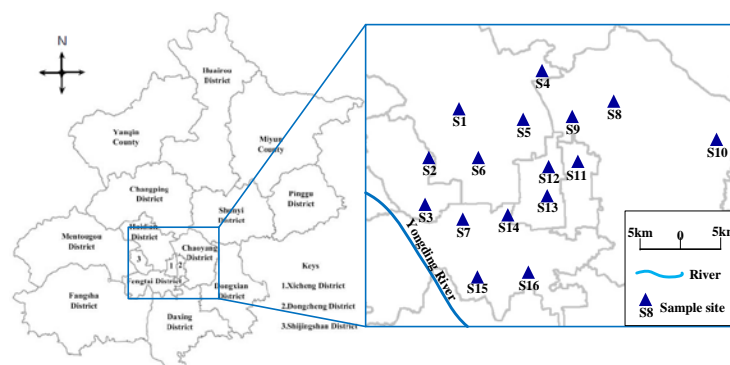 N
Huairou
District
Yanqin
County
Miyun
County
Changping
District
Shunyi
District
Pinggu
District
Mentougou
District
Haidian
District
Chaoyang
District
3
1
2
Fengtai District
Tongxian
District
Fangsha
District
Daxing
District
Keys
1.Xicheng District
2.Dongzheng District
3.Shijingshan District
S4
S1
S5
S9
S8
S10
S2
S6
S12
S11
S3
S7
S14
S13
S15
S16
Yongding River
5km 0 5km
River
S8 Sample site